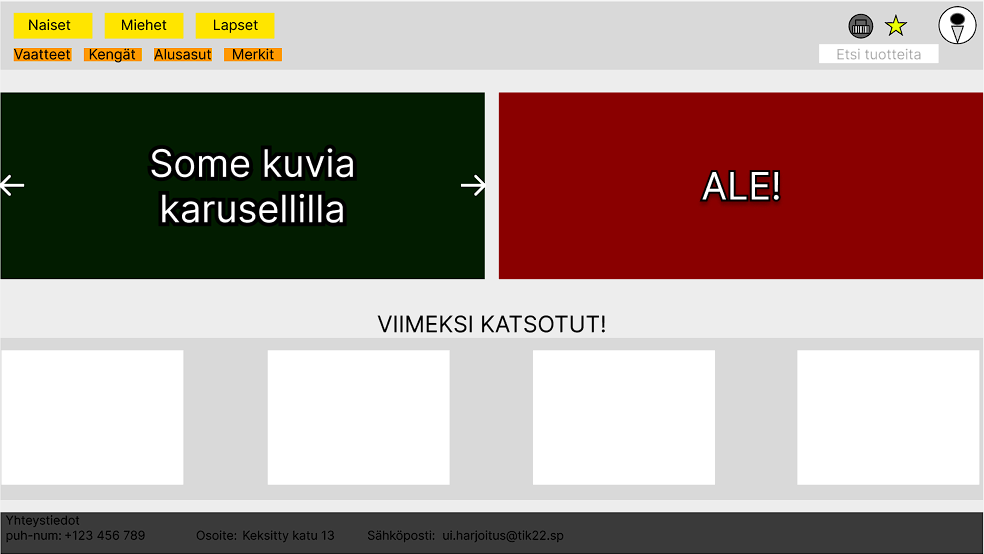 Naiset Miehet Lapset
Vaatteet Kengät Alusasut Merkit
Etsi tuotteita
Some kuvia
karusellilla
ALE!
VIIMEKSI KATSOTUT!
Yhteystiedot
puh-num: +123 456 789 Osoite: Keksitty katu 13 Sähköposti: ui.harjoitus@tik22.sp